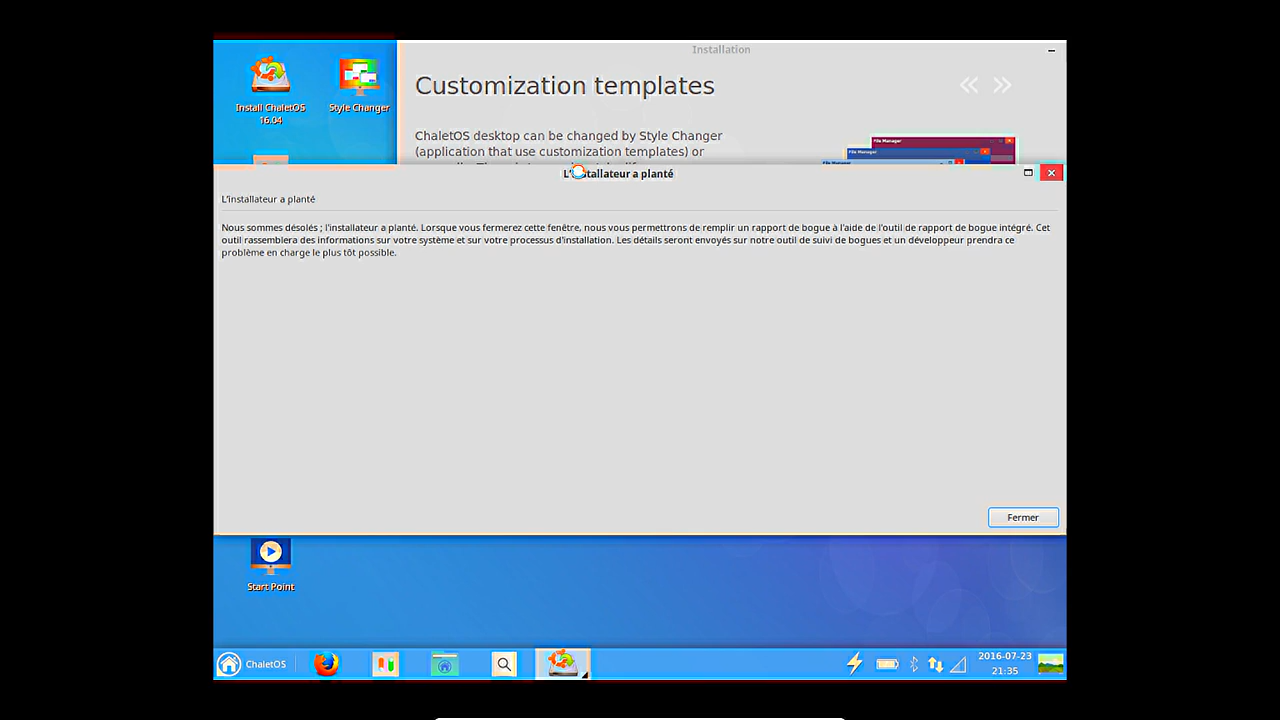 Installation
Install ChaletOS
16.04
Style Changer
Customization templates
ChaletOS desktop can be changed by Style Changer
(application that use customization templates) or
File Manager
File Manager
File Manager
L'installateur a planté
Nous sommes désolés ; l'installateur a planté. Lorsque vous fermerez cette fenêtre, nous vous permettrons de remplir un rapport de bogue à l'aide de l'outil de rapport de bogue intégré. Cet
outil rassemblera des informations sur votre système et sur votre processus d'installation. Les détails seront envoyés sur notre outil de suivi de bogues et un développeur prendra ce
problème en charge le plus tôt possible.
Fermer
Start Point
ChaletOS
2016-07-23
21:35